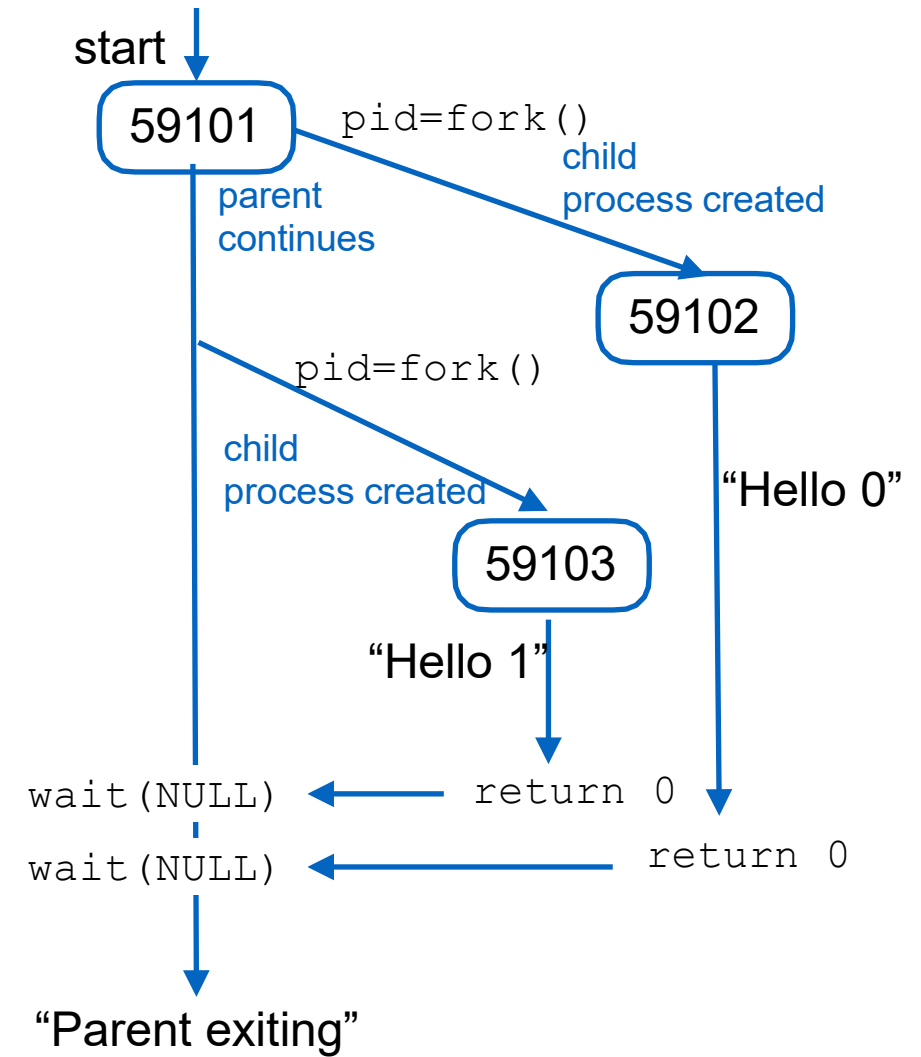 start
59101
pid=fork()
child
process created
parent
continues
59102
pid=fork()
child
process created
“Hello 0”
59103
“Hello 1”
wait(NULL)
return 0
wait(NULL)
return 0
“Parent exiting”